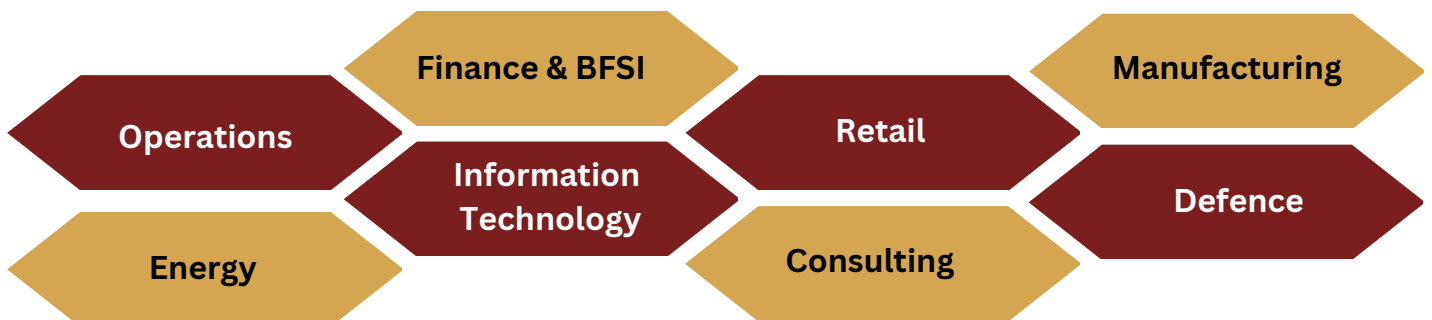 Operations
Energy
Finance & BFSI
Information
Technology
Retail
Consulting
Manufacturing
Defence